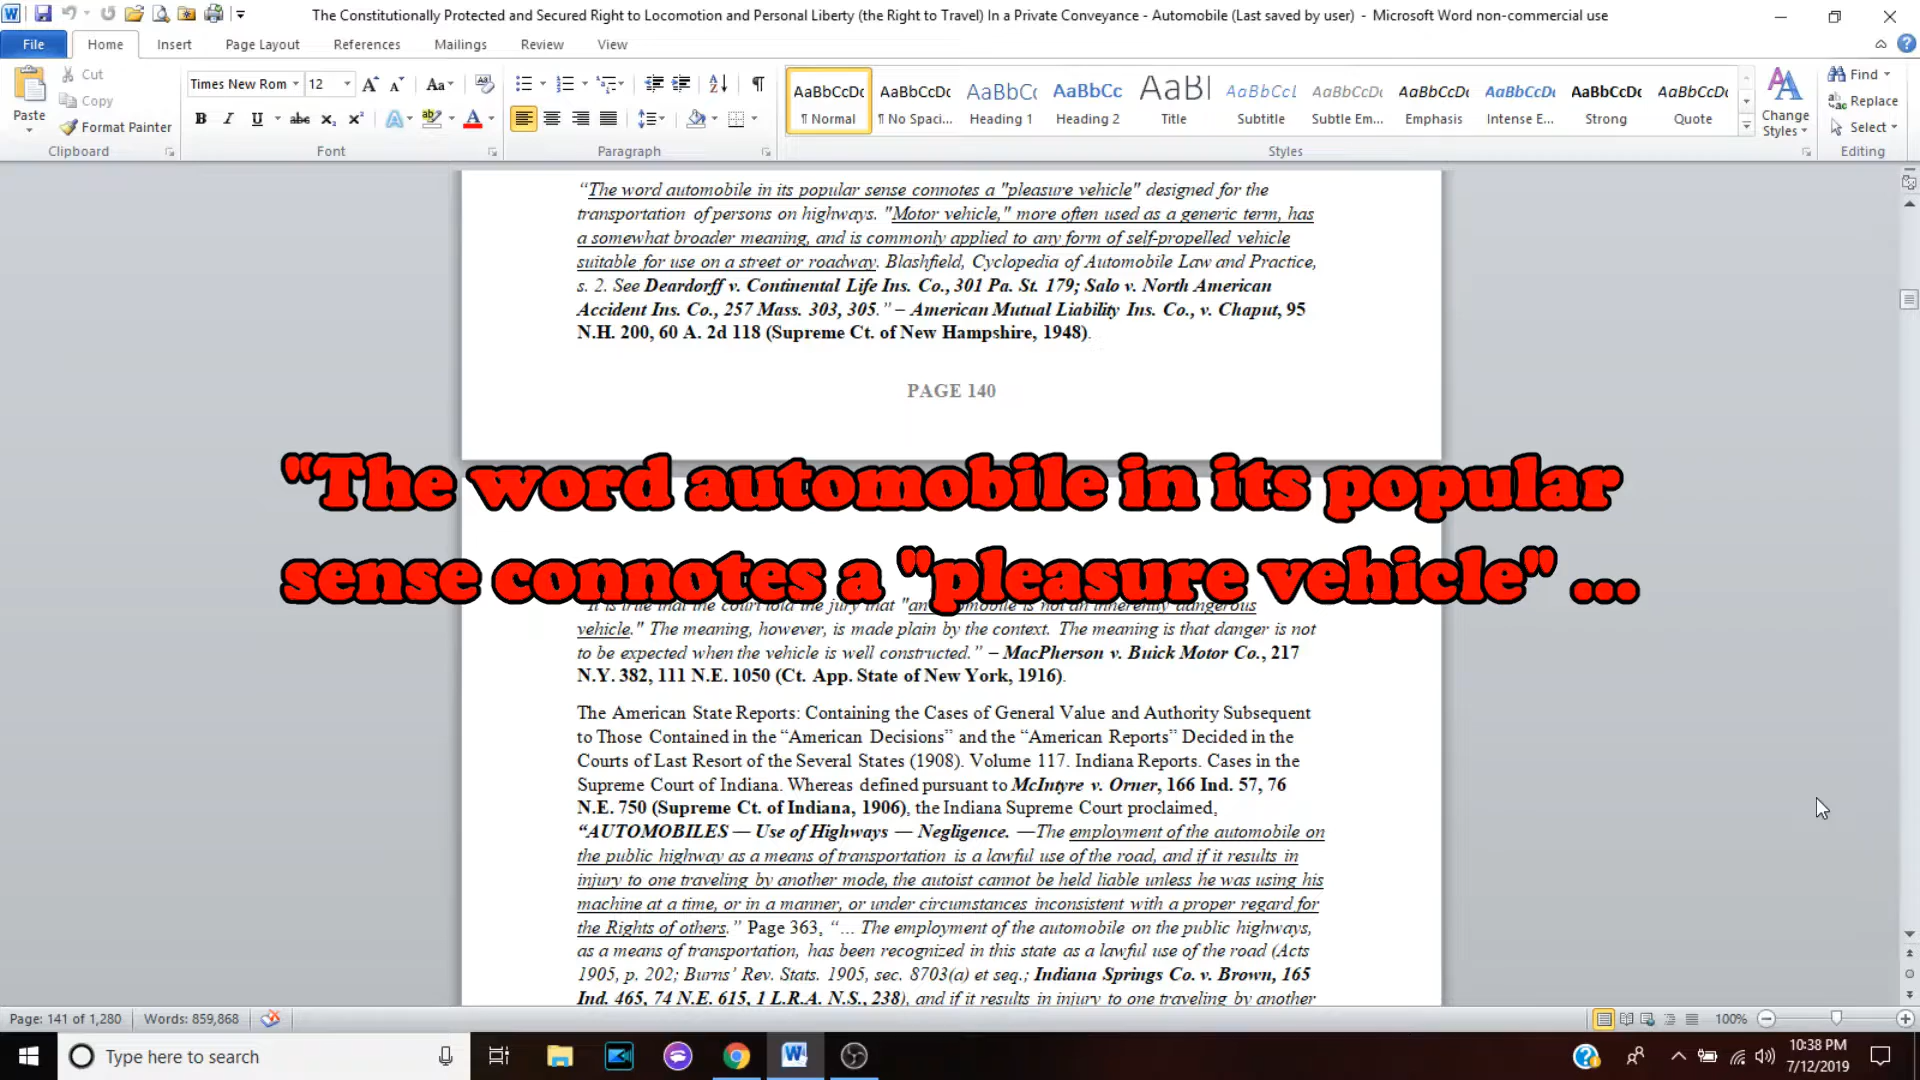 The Constitutionally Protected and Secured Right to Locomotion and Personal Liberty (the Right to Travel) In a Private Conveyance - Automobile (Last saved by user) - Microsoft Word non-commercial use
File Home Insert Page Layout References Mailings Review View
Paste
Cut
Copy
Format Painter
Clipboard
Times New Rom 12
Font
Paragraph
AaBbCcDc AaBbCcDc AaBbCc AaBbCc AaBl AaBbCcL AaBbCcDc AaBbCcDc AaBbCcDc AaBbCcDc AaBbCcDc
¶ Normal ¶ No Spaci... Heading 1 Heading 2 Title Subtitle Subtle Em... Emphasis Intense E... Strong Quote
Change Styles
Styles
Find
Replace
Select
Editing
“The word automobile in its popular sense connotes a "pleasure vehicle" designed for the
transportation of persons on highways. "Motor vehicle," more often used as a generic term, has
a somewhat broader meaning, and is commonly applied to any form of self-propelled vehicle
suitable for use on a street or roadway. Blashfield, Cyclopedia of Automobile Law and Practice,
s. 2. See Deardorff v. Continental Life Ins. Co., 301 Pa. St. 179; Salo v. North American
Accident Ins. Co., 257 Mass. 303, 305.” – American Mutual Liability Ins. Co., v. Chaput, 95
N.H. 200, 60 A. 2d 118 (Supreme Ct. of New Hampshire, 1948).
PAGE 140
"The word automobile in its popular
sense connotes a "pleasure vehicle" ...
"It is true that the court told the jury that "an automobile is not an inherently dangerous
vehicle." The meaning, however, is made plain by the context. The meaning is that danger is not
to be expected when the vehicle is well constructed.” – MacPherson v. Buick Motor Co., 217
N.Y. 382, 111 N.E. 1050 (Ct. App. State of New York, 1916).
The American State Reports: Containing the Cases of General Value and Authority Subsequent
to Those Contained in the “American Decisions” and the “American Reports” Decided in the
Courts of Last Resort of the Several States (1908). Volume 117. Indiana Reports. Cases in the
Supreme Court of Indiana. Whereas defined pursuant to McIntyre v. Orner, 166 Ind. 57, 76
N.E. 750 (Supreme Ct. of Indiana, 1906), the Indiana Supreme Court proclaimed,
“AUTOMOBILES — Use of Highways — Negligence. —The employment of the automobile on
the public highway as a means of transportation is a lawful use of the road, and if it results in
injury to one traveling by another mode, the autoist cannot be held liable unless he was using his
machine at a time, or in a manner, or under circumstances inconsistent with a proper regard for
the Rights of others.” Page 363, “... The employment of the automobile on the public highways,
as a means of transportation, has been recognized in this state as a lawful use of the road (Acts
1905, p. 202; Burns’ Rev. Stats. 1905, sec. 8703(a) et seq.; Indiana Springs Co. v. Brown, 165
Ind. 465, 74 N.E. 615, 1 L.R.A. N.S., 238), and if it results in injury to one traveling by another
Page: 141 of 1,280 Words: 859,868 100%
Type here to search
10:38 PM
7/12/2019